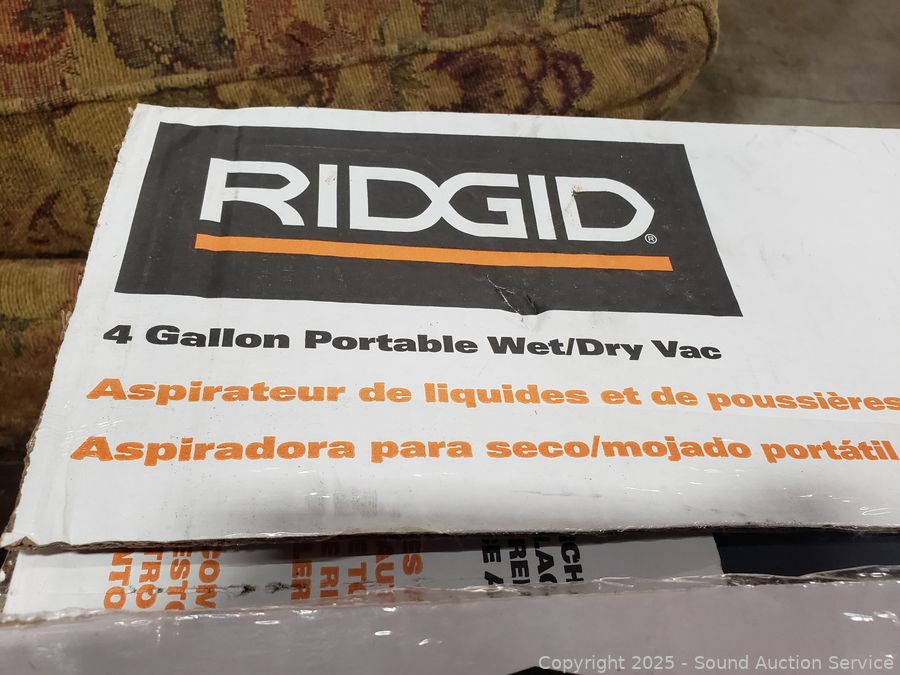 RIDGID®
4 Gallon Portable Wet/Dry Vac
Aspirateur de liquides et de poussières
Aspiradora para seco/mojado portátil
Copyright 2025 - Sound Auction Service